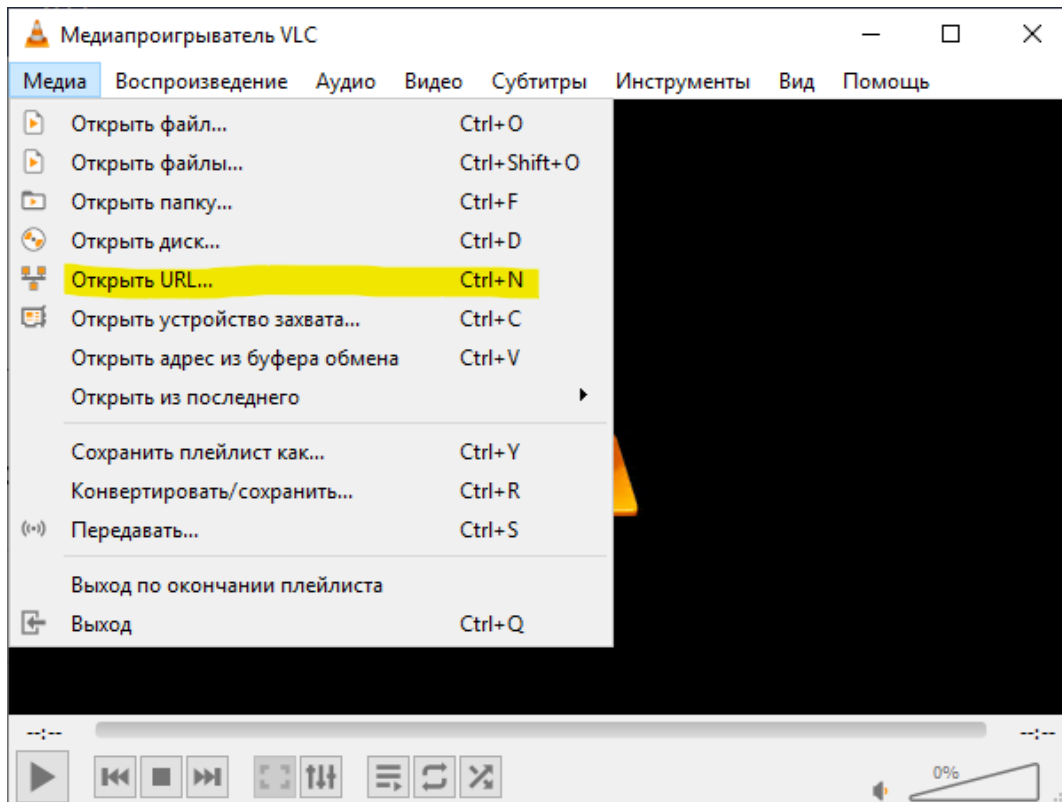 Медиапроигрыватель VLC
Медиа Воспроизведение Аудио Видео Субтитры Инструменты Вид Помощь
Открыть файл... Ctrl+O
Открыть файлы... Ctrl+Shift+O
Открыть папку... Ctrl+F
Открыть диск... Ctrl+D
Открыть URL... Ctrl+N
Открыть устройство захвата... Ctrl+C
Открыть адрес из буфера обмена Ctrl+V
Открыть из последнего
Сохранить плейлист как... Ctrl+Y
Конвертировать/сохранить... Ctrl+R
Передавать... Ctrl+S
Выход по окончании плейлиста
Выход Ctrl+Q
--:-- --:--
0%